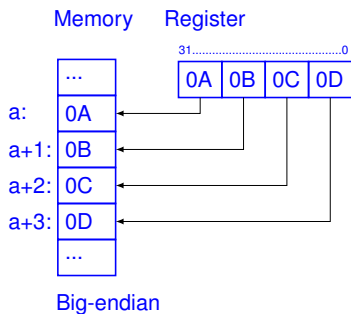 Memory Register
31...........................................0
...
0A 0B 0C 0D
a: 0A
a+1: 0B
a+2: 0C
a+3: 0D
...
Big-endian